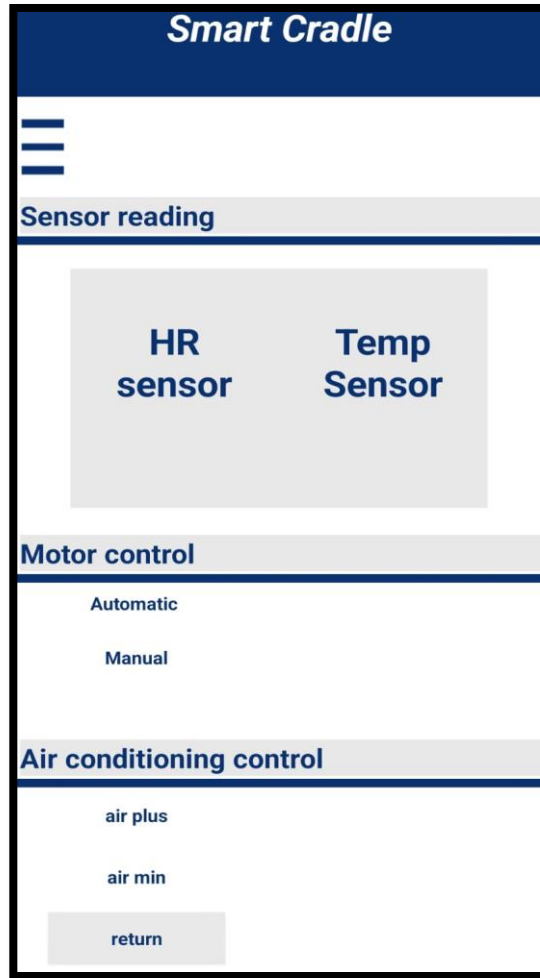 Smart Cradle
Sensor reading
HR sensor
Temp Sensor
Motor control
Automatic
Manual
Air conditioning control
air plus
air min
return